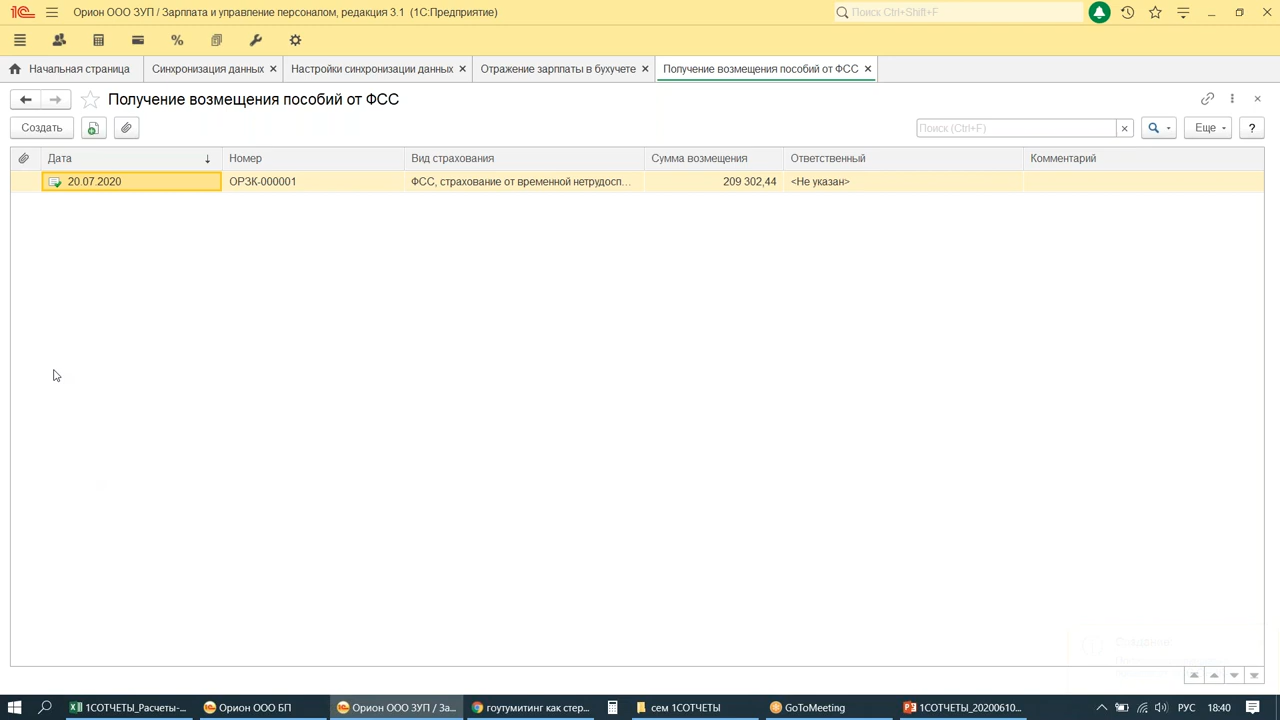 Орион ООО ЗУП / Зарплата и управление персоналом, редакция 3.1 (1С:Предприятие)
Поиск Ctrl+Shift+F
Начальная страница
Синхронизация данных
Настройки синхронизации данных
Отражение зарплаты в бухучете
Получение возмещения пособий от ФСС
Получение возмещения пособий от ФСС
Создать
Поиск (Ctrl+F)
Еще
?
Дата
Номер
Вид страхования
Сумма возмещения
Ответственный
Комментарий
20.07.2020
ОРЗК-000001
ФСС, страхование от временной нетрудосп...
209 302,44
<Не указан>
1СОТЧЕТЫ_Расчеты-...
Орион ООО БП
Орион ООО ЗУП / За...
гоутумитинг как стер...
сем 1СОТЧЕТЫ
GoToMeeting
1СОТЧЕТЫ_20200610...
РУС
18:40